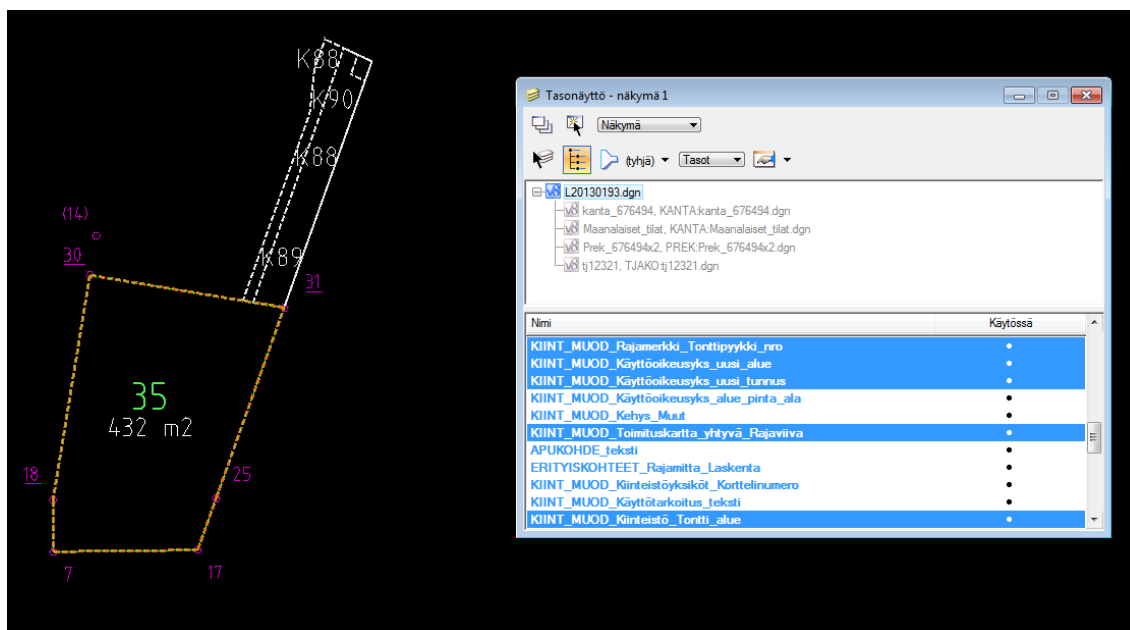 K88
K90
K88
(14)
30
K89
31
35
432 m2
18
25
7
17
Tasonäyttö - näkymä 1
Näkymä
(tyhjä)
Tasot
L20130193.dgn
kanta_676494, KANTA:kanta_676494.dgn
Maanalaiset_tilat, KANTA:Maanalaiset_tilat.dgn
Prek_676494x2, PREK:Prek_676494x2.dgn
tj12321, TJAKO:tj12321.dgn
Nimi Käytössä
KIINT_MUOD_Rajamerkki_Tonttipyykki_nro
KIINT_MUOD_Käyttöoikeusyks_uusi_alue
KIINT_MUOD_Käyttöoikeusyks_uusi_tunnus
KIINT_MUOD_Käyttöoikeusyks_alue_pinta_ala
KIINT_MUOD_Kehys_Muut
KIINT_MUOD_Toimituskartta_yhtyvä_Rajaviiva
APUKOHDE_teksti
ERITYISKOHTEET_Rajamitta_Laskenta
KIINT_MUOD_Kiinteistöyksiköt_Korttelinumero
KIINT_MUOD_Käyttötarkoitus_teksti
KIINT_MUOD_Kiinteistö_Tontti_alue